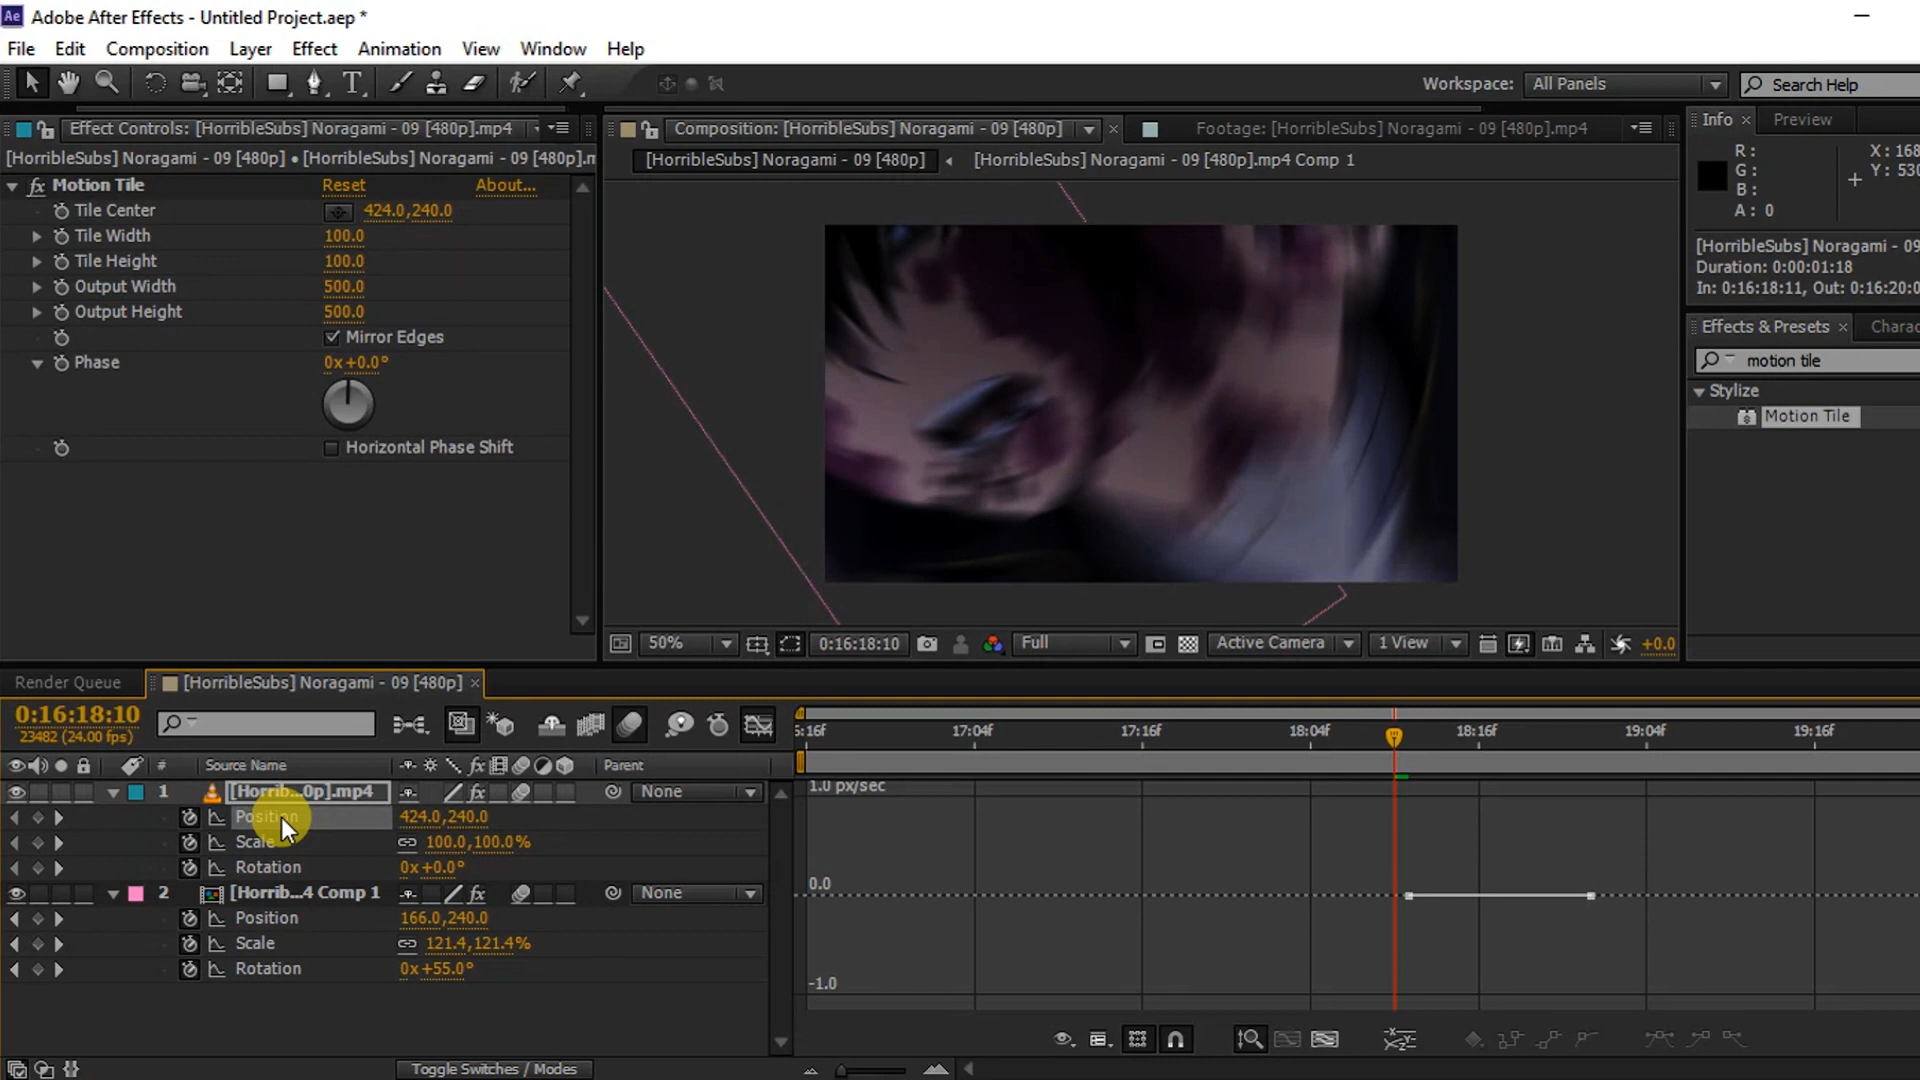 Ae Adobe After Effects - Untitled Project.aep *
File Edit Composition Layer Effect Animation View Window Help
T Workspace: All Panels Search Help
Effect Controls: [HorribleSubs] Noragami - 09 [480p].mp4
[HorribleSubs] Noragami - 09 [480p] • [HorribleSubs] Noragami - 09 [480p].m
fx Motion Tile Reset About...
Tile Center 424.0,240.0
Tile Width 100.0
Tile Height 100.0
Output Width 500.0
Output Height 500.0
Mirror Edges
Phase 0x+0.0°
Horizontal Phase Shift
Composition: [HorribleSubs] Noragami - 09 [480p] × Footage: [HorribleSubs] Noragami - 09 [480p].mp4
[HorribleSubs] Noragami - 09 [480p] [HorribleSubs] Noragami - 09 [480p].mp4 Comp 1
50% 0:16:18:10 Full Active Camera 1 View +0.0
Info × Preview
R: X: 168
G: Y: 530
B:
A: 0
[HorribleSubs] Noragami - 09
Duration: 0:00:01:18
In: 0:16:18:11, Out: 0:16:20:0
Effects & Presets × Charac
motion tile
Stylize
Motion Tile
Render Queue [HorribleSubs] Noragami - 09 [480p] ×
0:16:18:10
23482 (24.00 fps)
5:16f 17:04f 17:16f 18:04f 18:16f 19:04f 19:16f
# Source Name fx Parent
1 [Horrib...0p].mp4 fx None
Position 424.0,240.0
Scale 100.0,100.0%
Rotation 0x+0.0°
2 [Horrib...4 Comp 1 fx None
Position 166.0,240.0
Scale 121.4,121.4%
Rotation 0x+55.0°
1.0 px/sec
0.0
-1.0
Toggle Switches / Modes